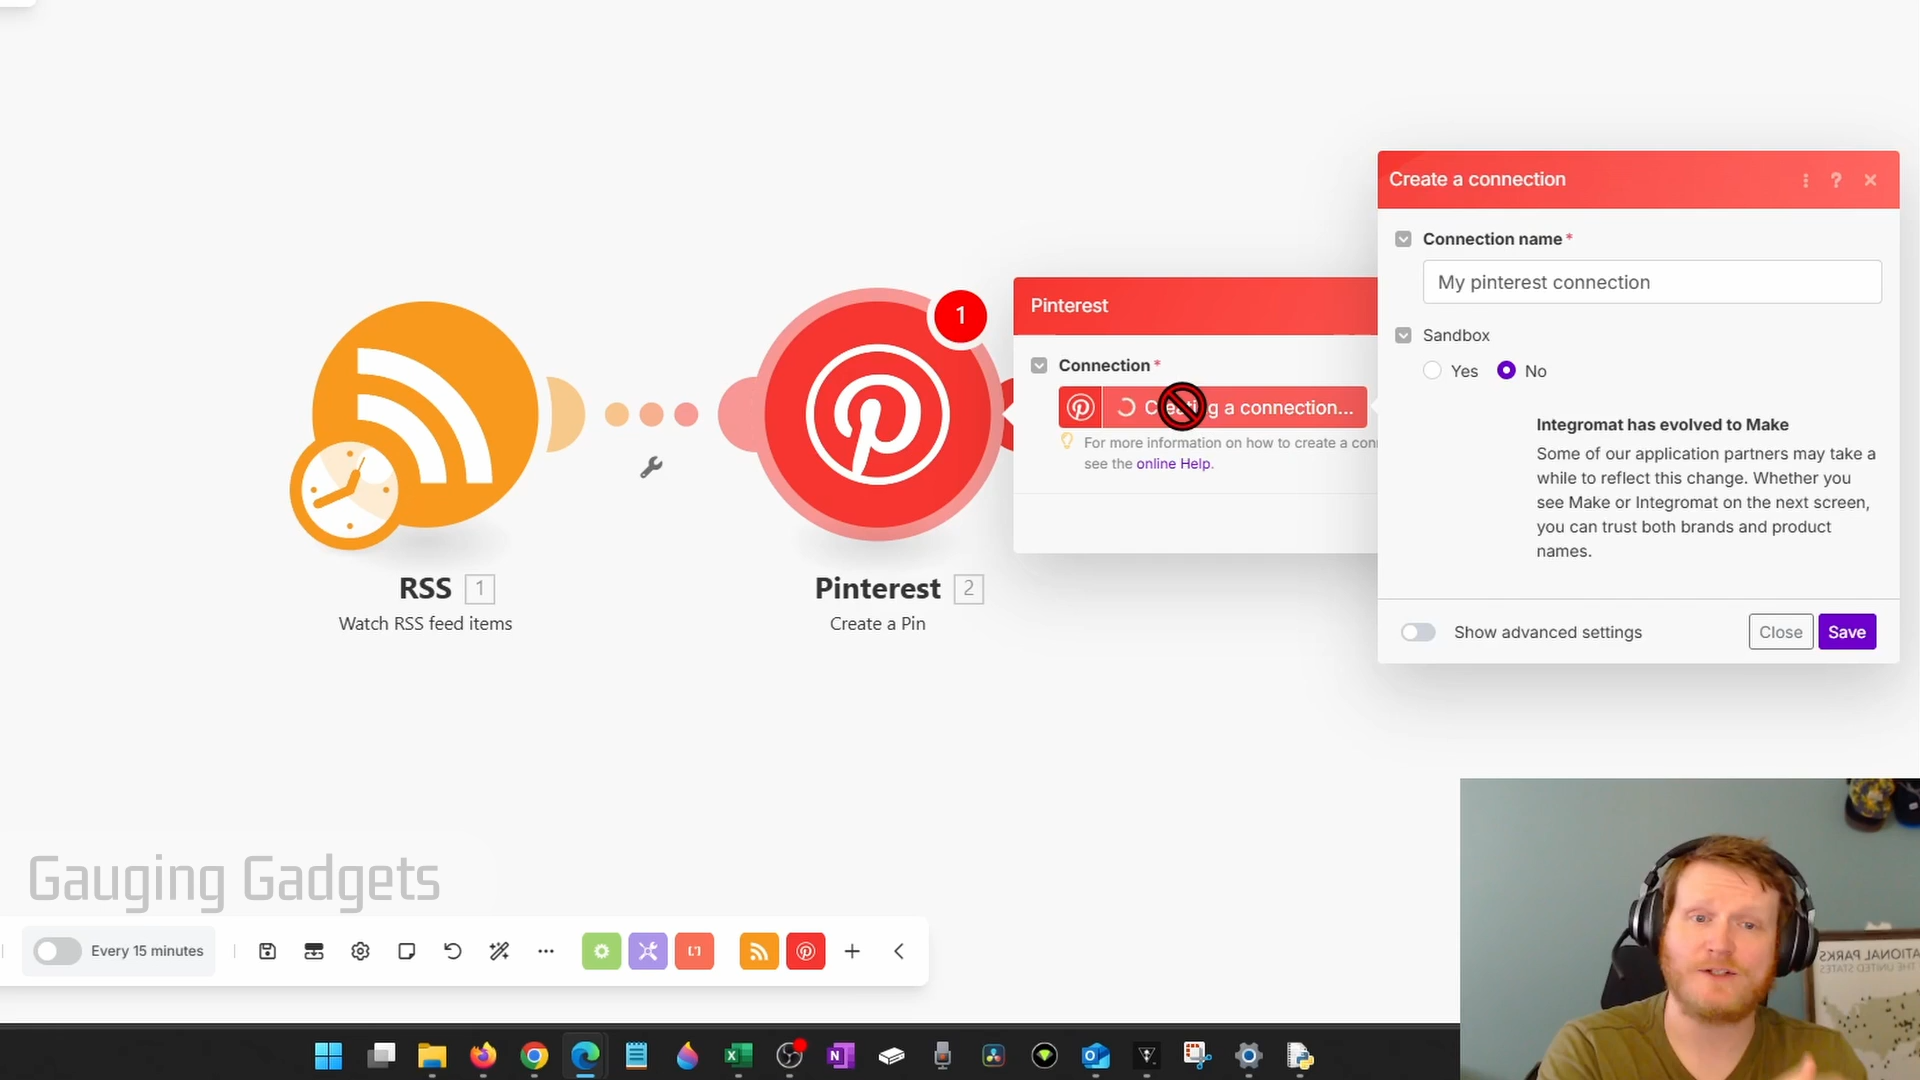 Create a connection
?
Connection name *
My pinterest connection
Sandbox
Yes
No
Integromat has evolved to Make
Some of our application partners may take a
while to reflect this change. Whether you
see Make or Integromat on the next screen,
you can trust both brands and product
names.
Show advanced settings
Close
Save
1
Pinterest
Connection *
g a connection...
For more information on how to create a con
see the online Help.
RSS 1
Watch RSS feed items
Pinterest 2
Create a Pin
Gauging Gadgets
Every 15 minutes